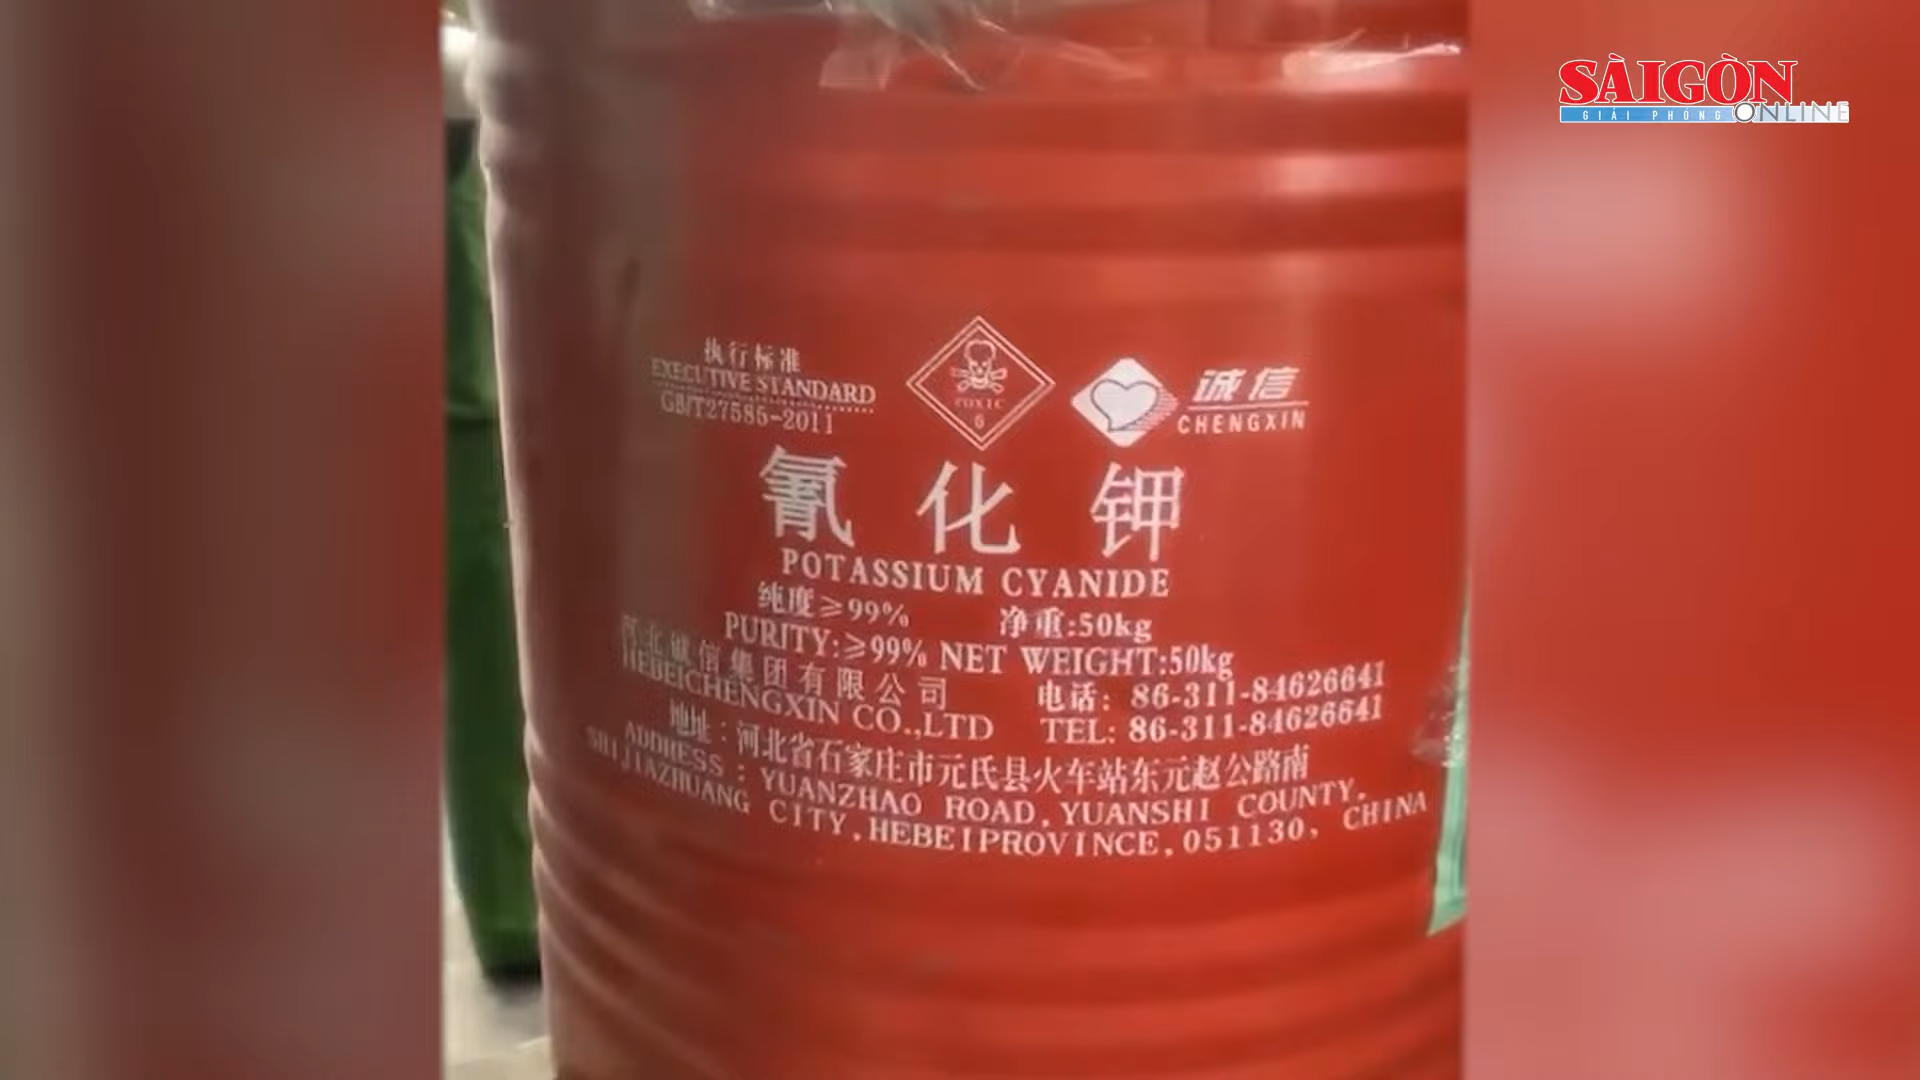 SÀIGÒN
GIẢI PHÓNG ONLINE
执行标准
EXECUTIVE STANDARD
GB/T27585-2011
TOXIC
6
诚信
CHENGXIN
氰化钾
POTASSIUM CYANIDE
纯度≥99% 净重:50kg
PURITY:≥99% NET WEIGHT:50kg
河北诚信集团有限公司 电话: 86-311-84626641
HEBEICHENGXIN CO.,LTD TEL: 86-311-84626641
地址:河北省石家庄市元氏县火车站东元赵公路南
ADDRESS: YUANZHAO ROAD,YUANSHI COUNTY,
SHIJIAZHUANG CITY,HEBEIPROVINCE,051130, CHINA